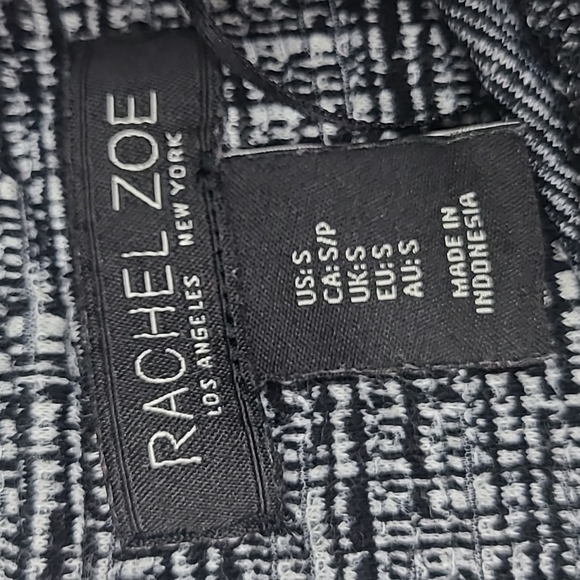 RACHEL ZOE
LOS ANGELES NEW YORK
US: S
CA: S/P
UK: S
EU: S
AU: S
MADE IN
INDONESIA